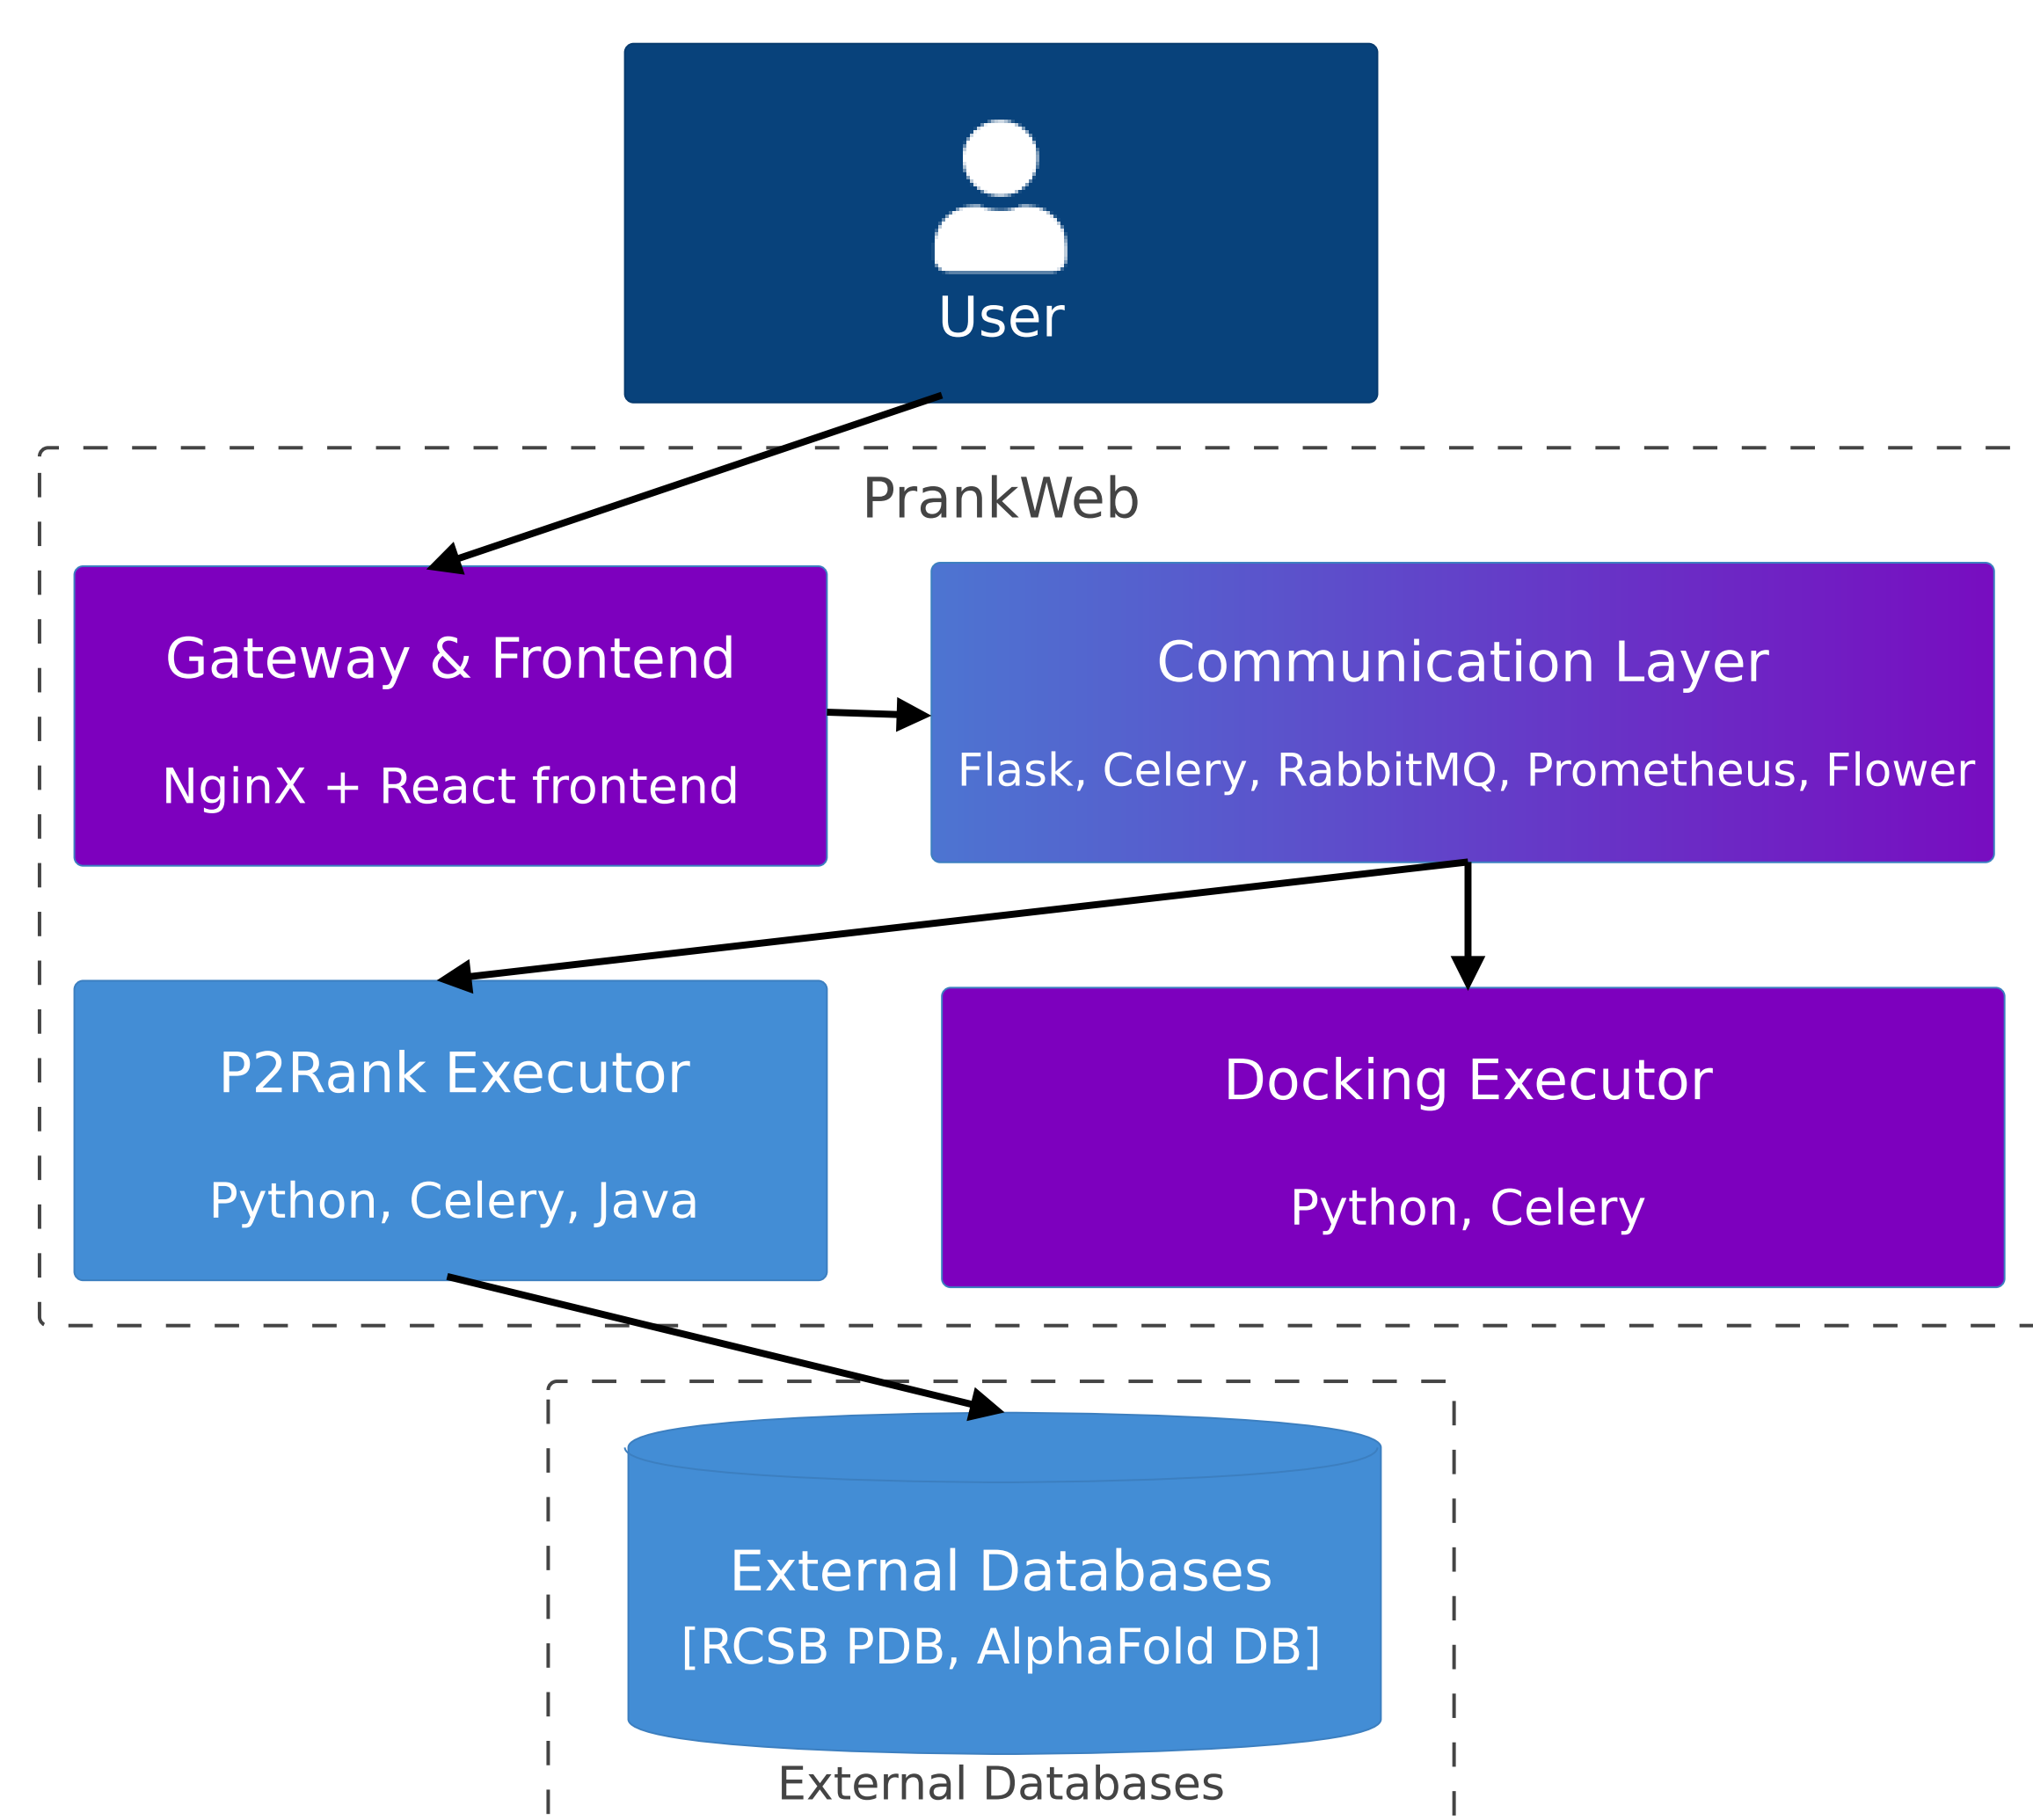 User
PrankWeb
Gateway & Frontend
NginX + React frontend
Communication Layer
Flask, Celery, RabbitMQ, Prometheus, Flower
P2Rank Executor
Python, Celery, Java
Docking Executor
Python, Celery
External Databases
[RCSB PDB, AlphaFold DB]
External Databases